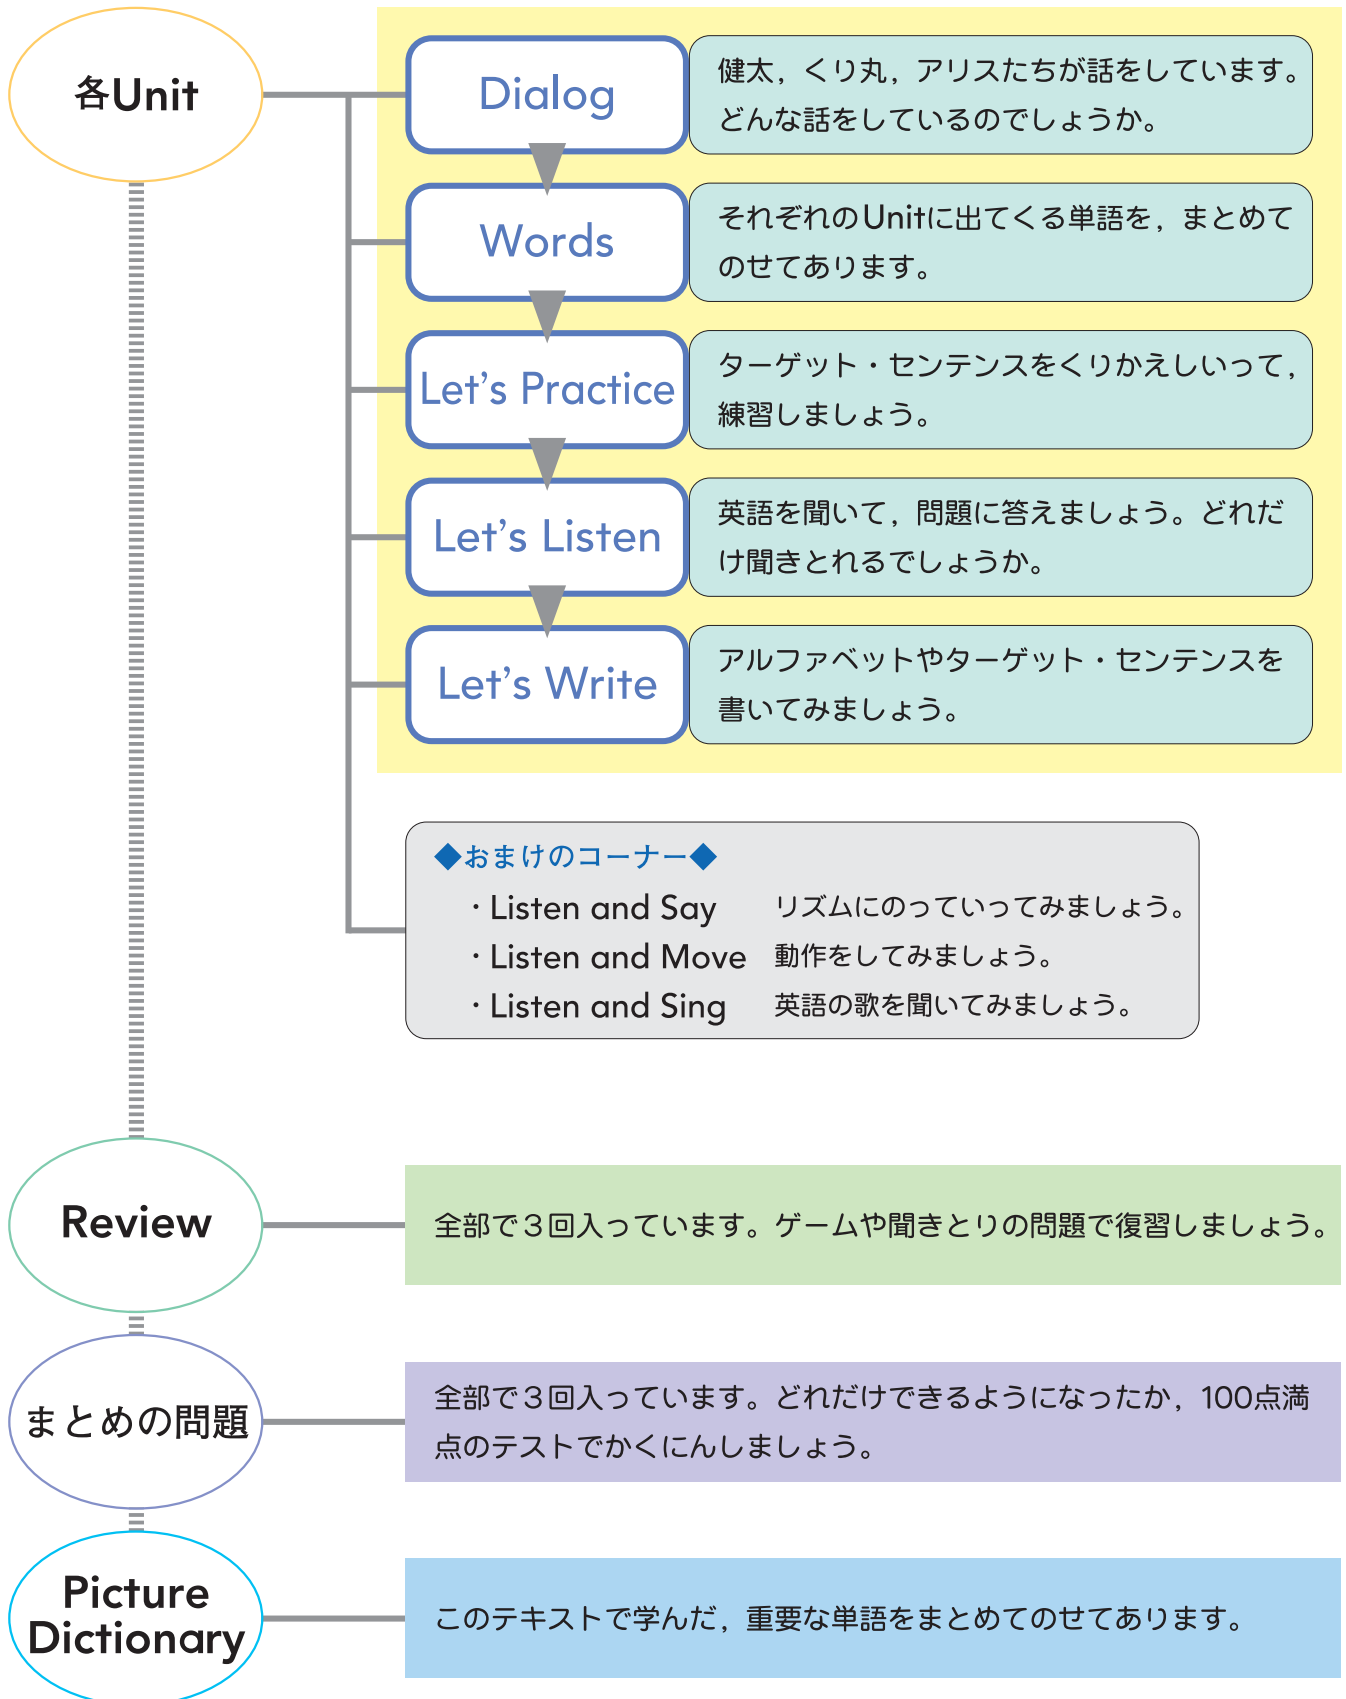 各Unit
Dialog
健太，くり丸，アリスたちが話をしています。
どんな話をしているのでしょうか。
Words
それぞれのUnitに出てくる単語を，まとめて
のせてあります。
Let's Practice
ターゲット・センテンスをくりかえしいって，
練習しましょう。
Let's Listen
英語を聞いて，問題に答えましょう。どれだ
け聞きとれるでしょうか。
Let's Write
アルファベットやターゲット・センテンスを
書いてみましょう。
◆おまけのコーナー◆
・Listen and Say リズムにのっていってみましょう。
・Listen and Move 動作をしてみましょう。
・Listen and Sing 英語の歌を聞いてみましょう。
Review
全部で３回入っています。ゲームや聞きとりの問題で復習しましょう。
まとめの問題
全部で３回入っています。どれだけできるようになったか，100点満
点のテストでかくにんしましょう。
Picture
Dictionary
このテキストで学んだ，重要な単語をまとめてのせてあります。